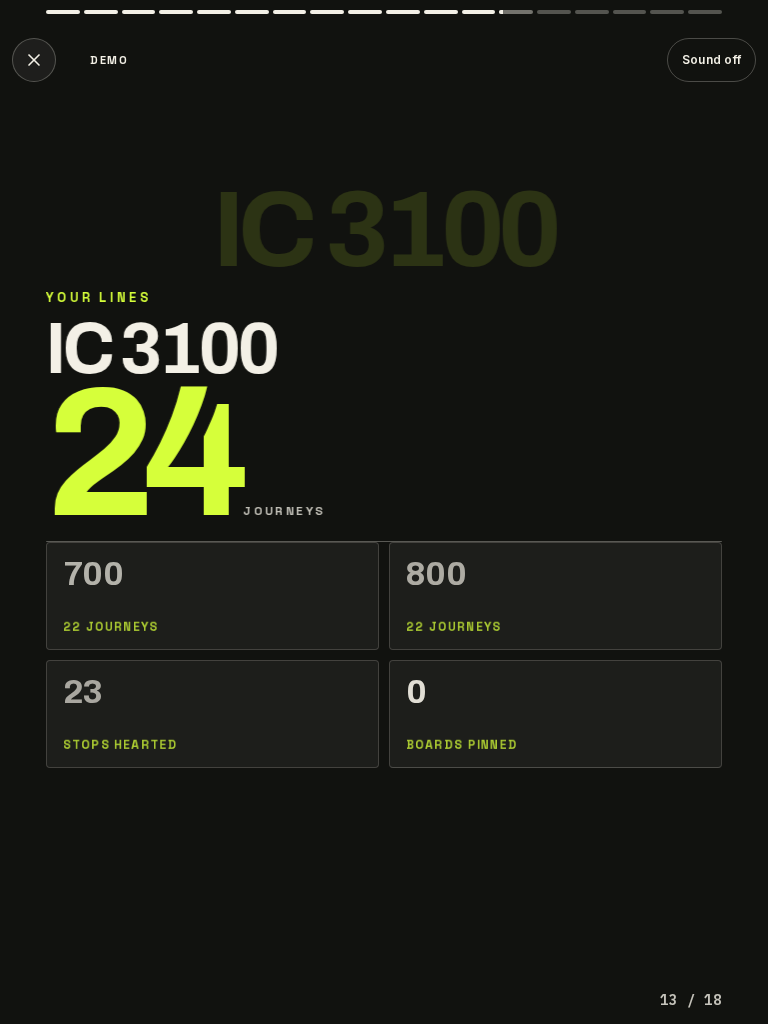 DEMO
Sound off
IC 3100
YOUR LINES
IC 3100
24 JOURNEYS
700
22 JOURNEYS
800
22 JOURNEYS
23
STOPS HEARTED
0
BOARDS PINNED
13 / 18